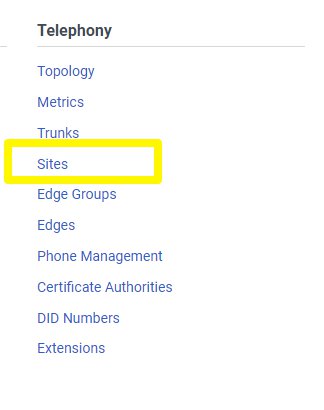 Telephony
Topology
Metrics
Trunks
Sites
Edge Groups
Edges
Phone Management
Certificate Authorities
DID Numbers
Extensions